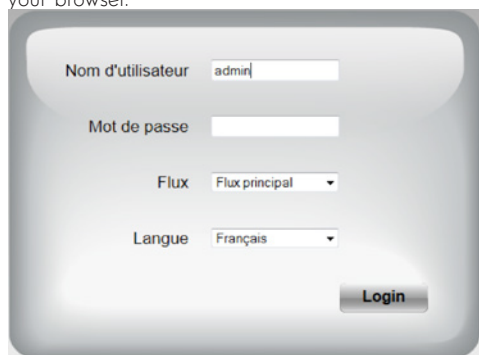 your browser.
Nom d'utilisateur admin
Mot de passe
Flux Flux principal
Langue Français
Login